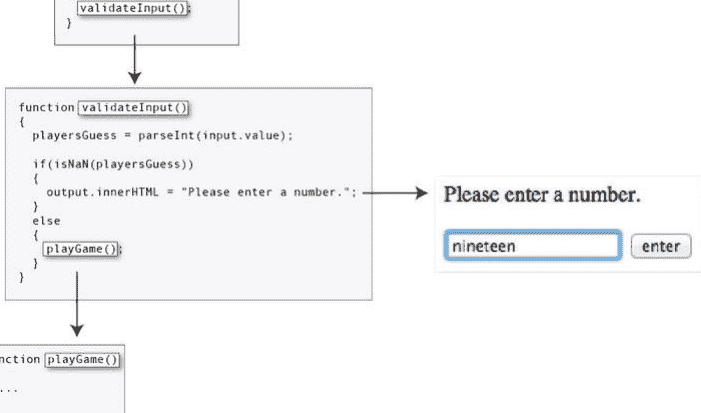 validateInput();
}
function validateInput()
{
playersGuess = parseInt(input.value);
if(isNaN(playersGuess))
{
output.innerHTML = "Please enter a number.";
}
else
{
playGame();
}
}
Please enter a number.
nineteen enter
nction playGame()
...